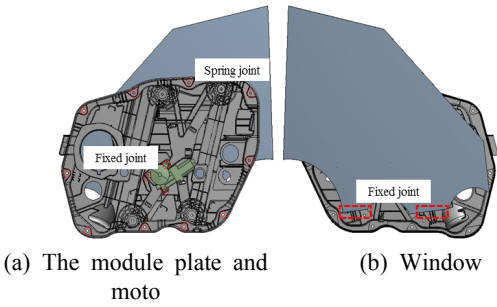 Spring joint
Fixed joint
Fixed joint
(a) The module plate and
moto
(b) Window